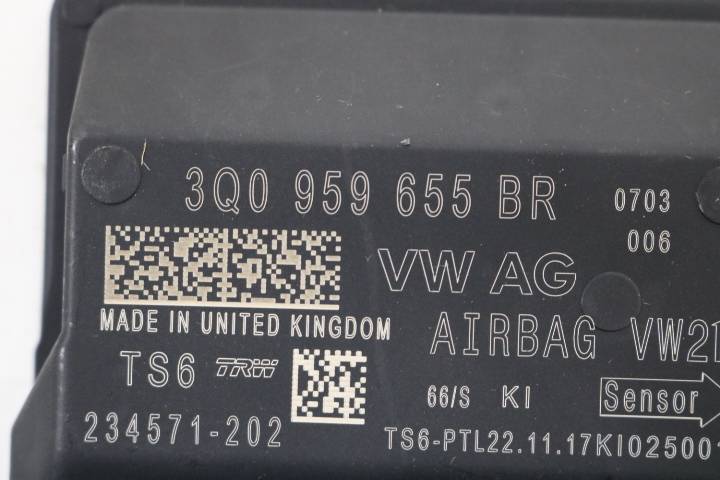 3Q0 959 655 BR 0703
006
VW AG
MADE IN UNITED KINGDOM
AIRBAG
TS6 TRW
66/S KI Sensor
234571-202